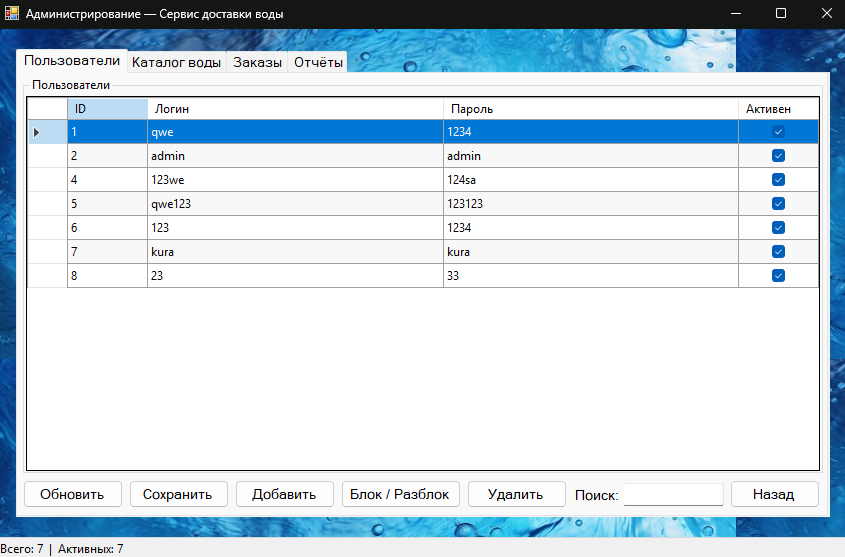 Администрирование — Сервис доставки воды
Пользователи Каталог воды Заказы Отчёты
Пользователи
ID Логин Пароль Активен
1 qwe 1234
2 admin admin
4 123we 124sa
5 qwe123 123123
6 123 1234
7 kura kura
8 23 33
Обновить Сохранить Добавить Блок / Разблок Удалить Поиск: Назад
Всего: 7 | Активных: 7